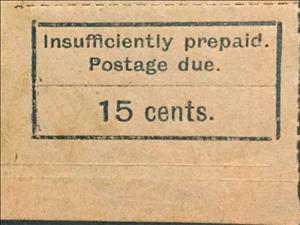 Insufficiently prepaid.
Postage due.
15 cents.